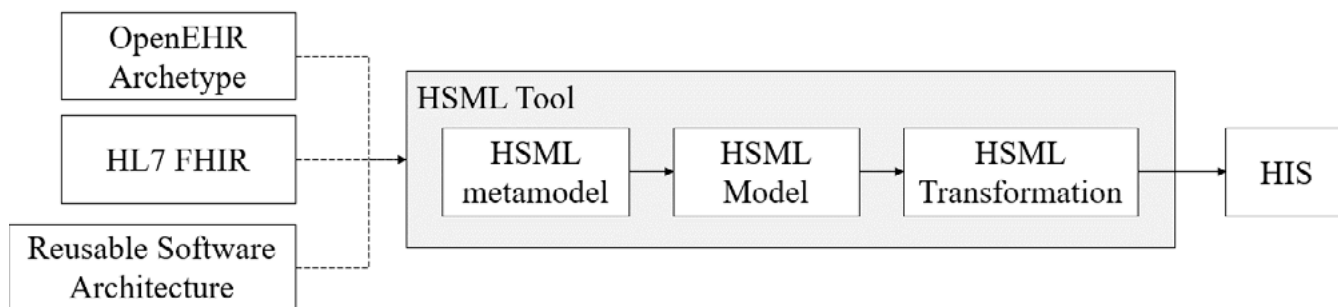 OpenEHR
Archetype
HL7 FHIR
Reusable Software
Architecture
HSML Tool
HSML
metamodel
HSML
Model
HSML
Transformation
HIS